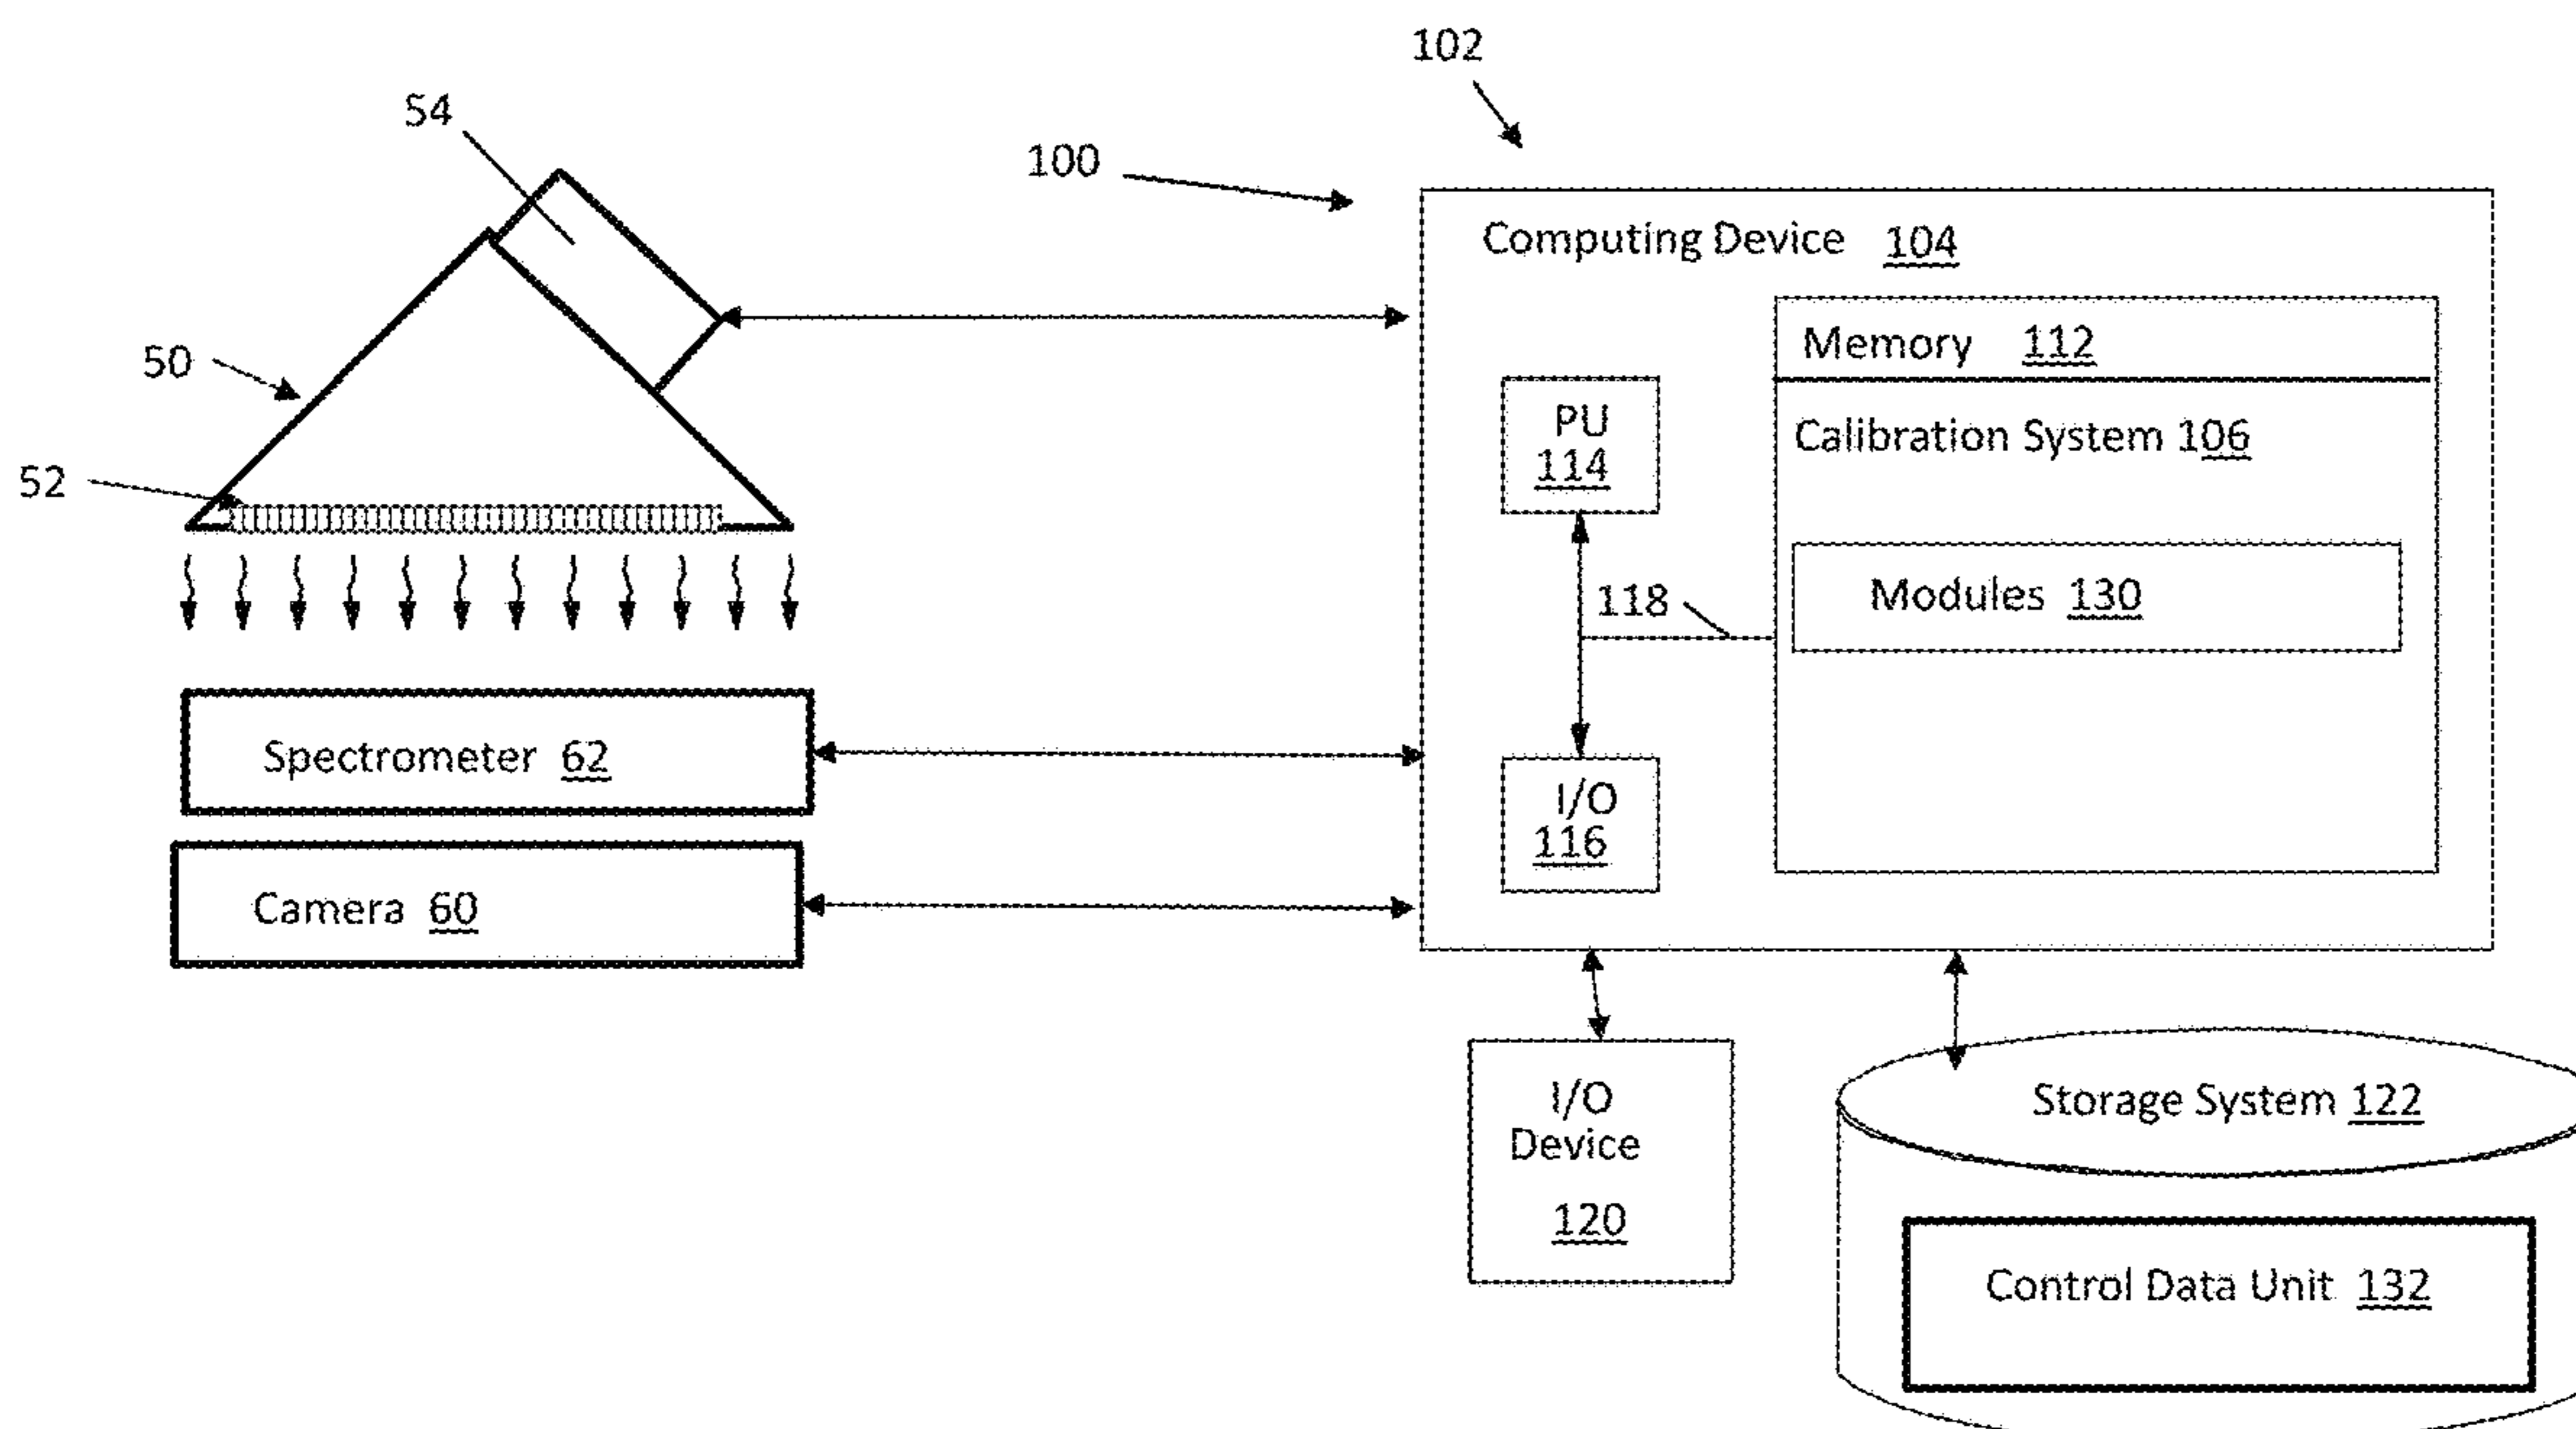 102
54
100
Computing Device 104
50
Memory 112
PU
114
Calibration System 106
52
118
Modules 130
Spectrometer 62
I/O
116
Camera 60
I/O
Device
120
Storage System 122
Control Data Unit 132